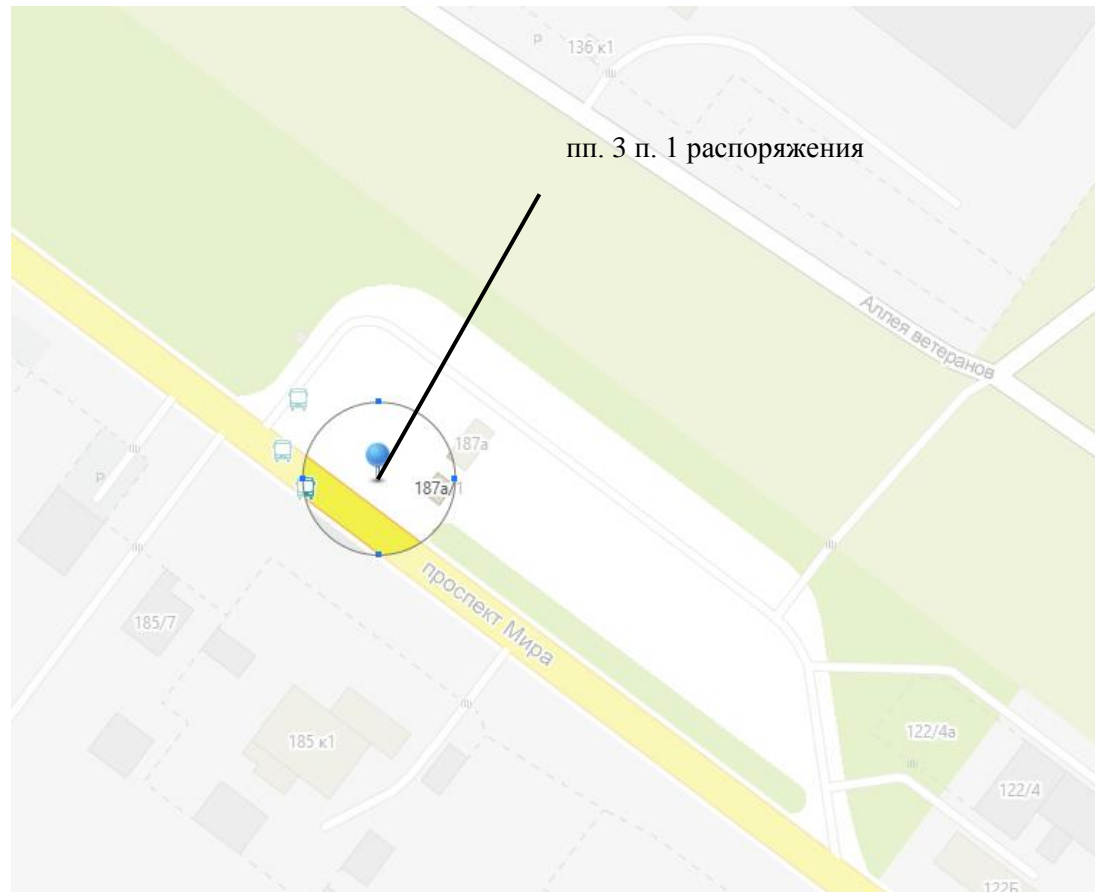 P
136 к1
пп. 3 п. 1 распоряжения
Аллея ветеранов
187а
187а/1
P
проспект Мира
185/7
185 к1
122/4а
122/4
122Б